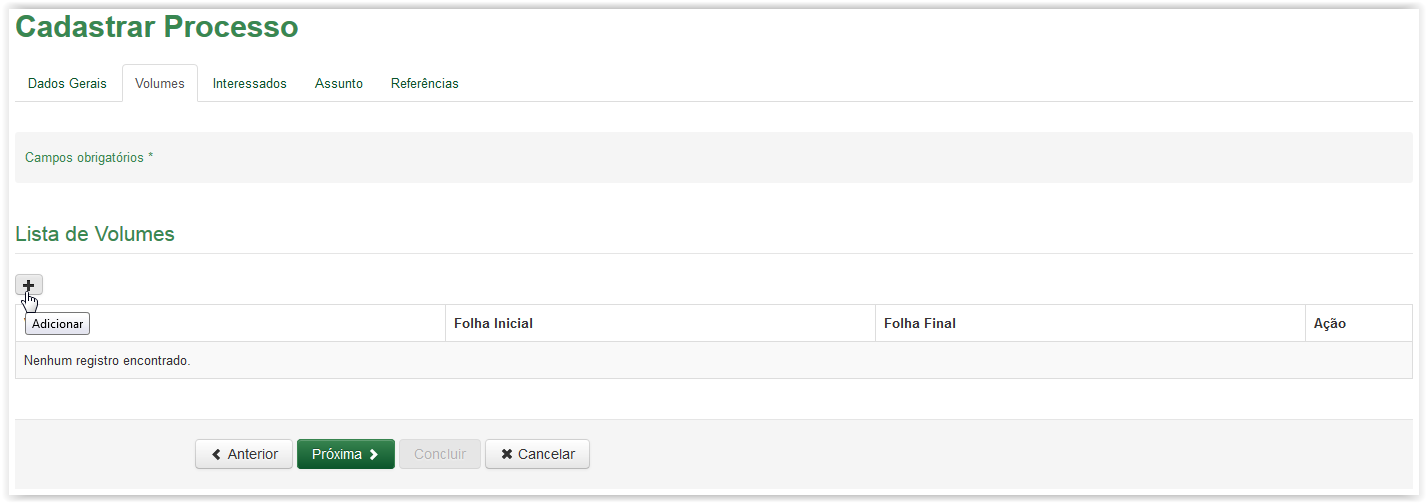 Cadastrar Processo
Dados Gerais Volumes Interessados Assunto Referências
Campos obrigatórios *
Lista de Volumes
Adicionar
Folha Inicial Folha Final Ação
Nenhum registro encontrado.
Anterior Próxima Concluir Cancelar